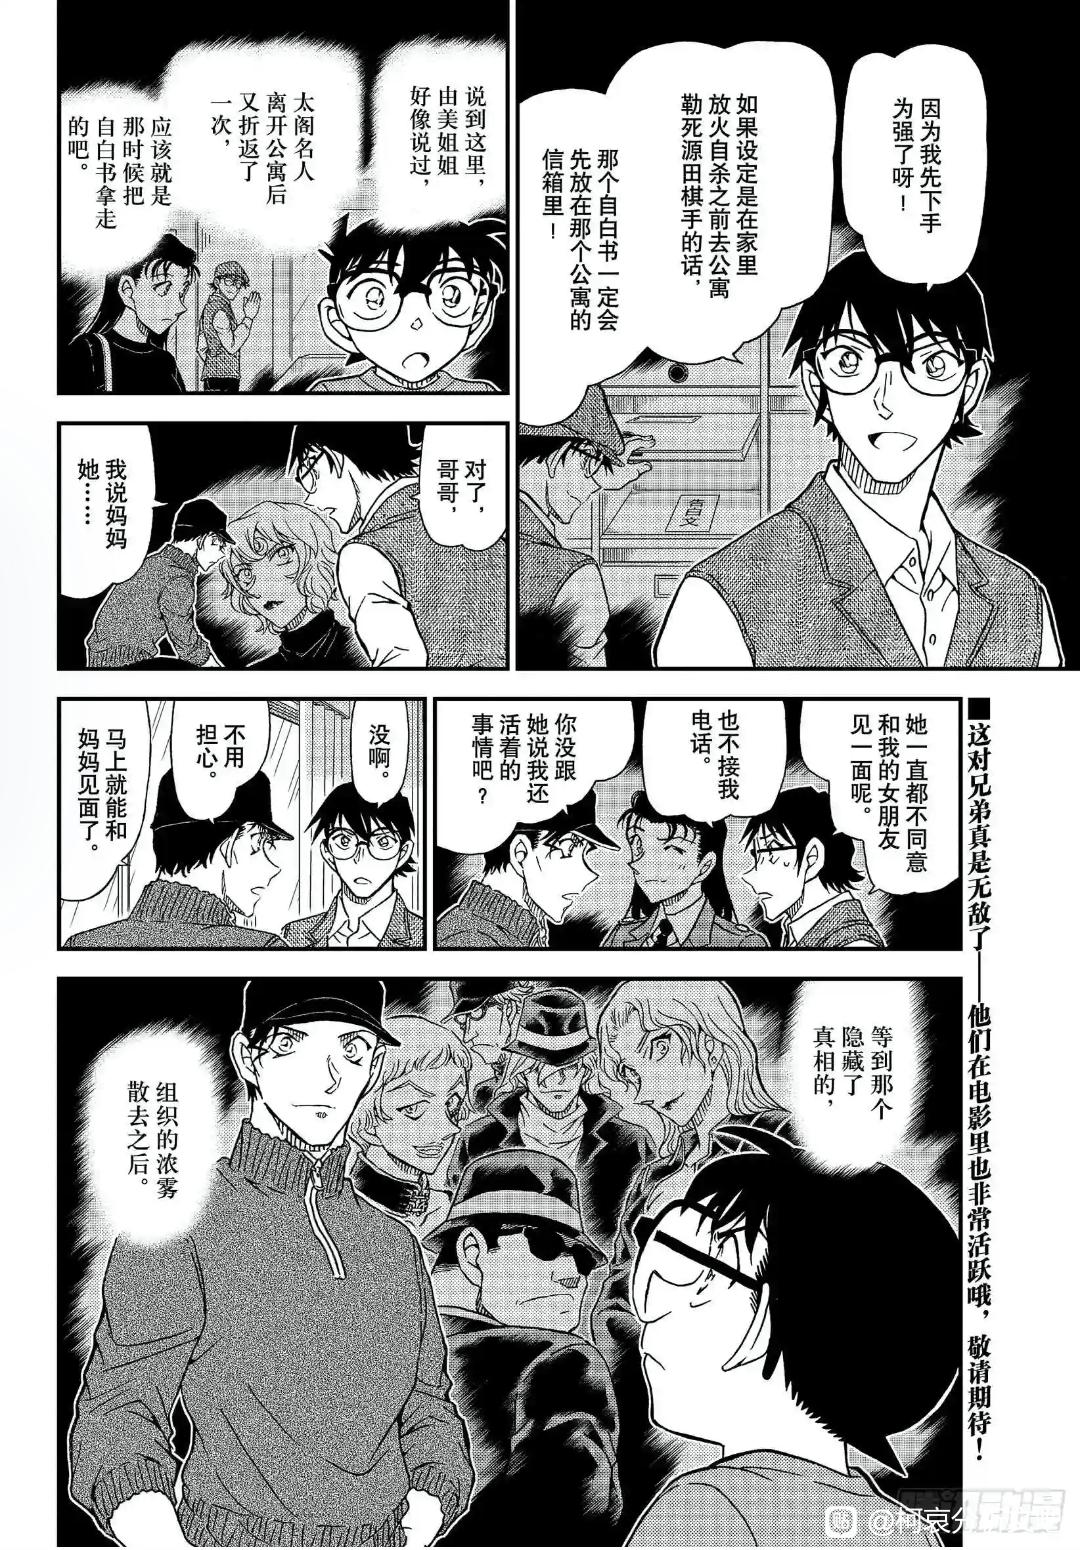 因为我先下手
为强了呀！
如果设定是在家里
放火自杀之前去公寓
勒死源田棋手的话，
那个自白书一定会
先放在那个公寓的
信箱里！
自白文
说到这里，
由美姐姐
好像说过，
太阁名人
离开公寓后
又折返了
一次，
应该就是
那时候把
自白书拿走
的吧。
对了，
哥哥，
我说妈妈
她……
她一直都不同意
和我的女朋友
见一面呢。
也不接我
电话。
你没跟
她说我还
活着的
事情吧？
没啊。
不用
担心。
马上就能和
妈妈见面了。
等到那个
隐藏了
真相的，
组织的浓雾
散去之后。
■这对兄弟真是无敌了——他们在电影里也非常活跃哦，敬请期待！